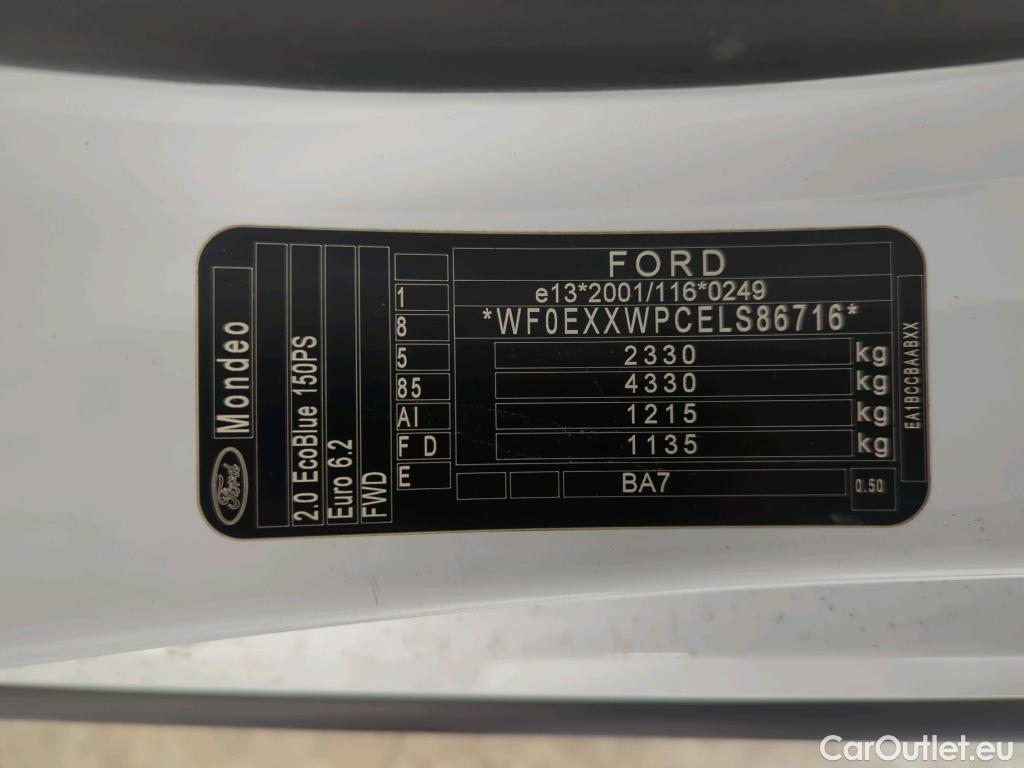 Ford
Mondeo
2.0 EcoBlue 150PS
Euro 6.2
FWD
1
8
5
85
AI
F D
E
FORD
e13*2001/116*0249
*WF0EXXWPCELS86716*
2330 kg
4330 kg
1215 kg
1135 kg
BA7
0.50
EA1BCCBAABXX
CarOutlet.eu